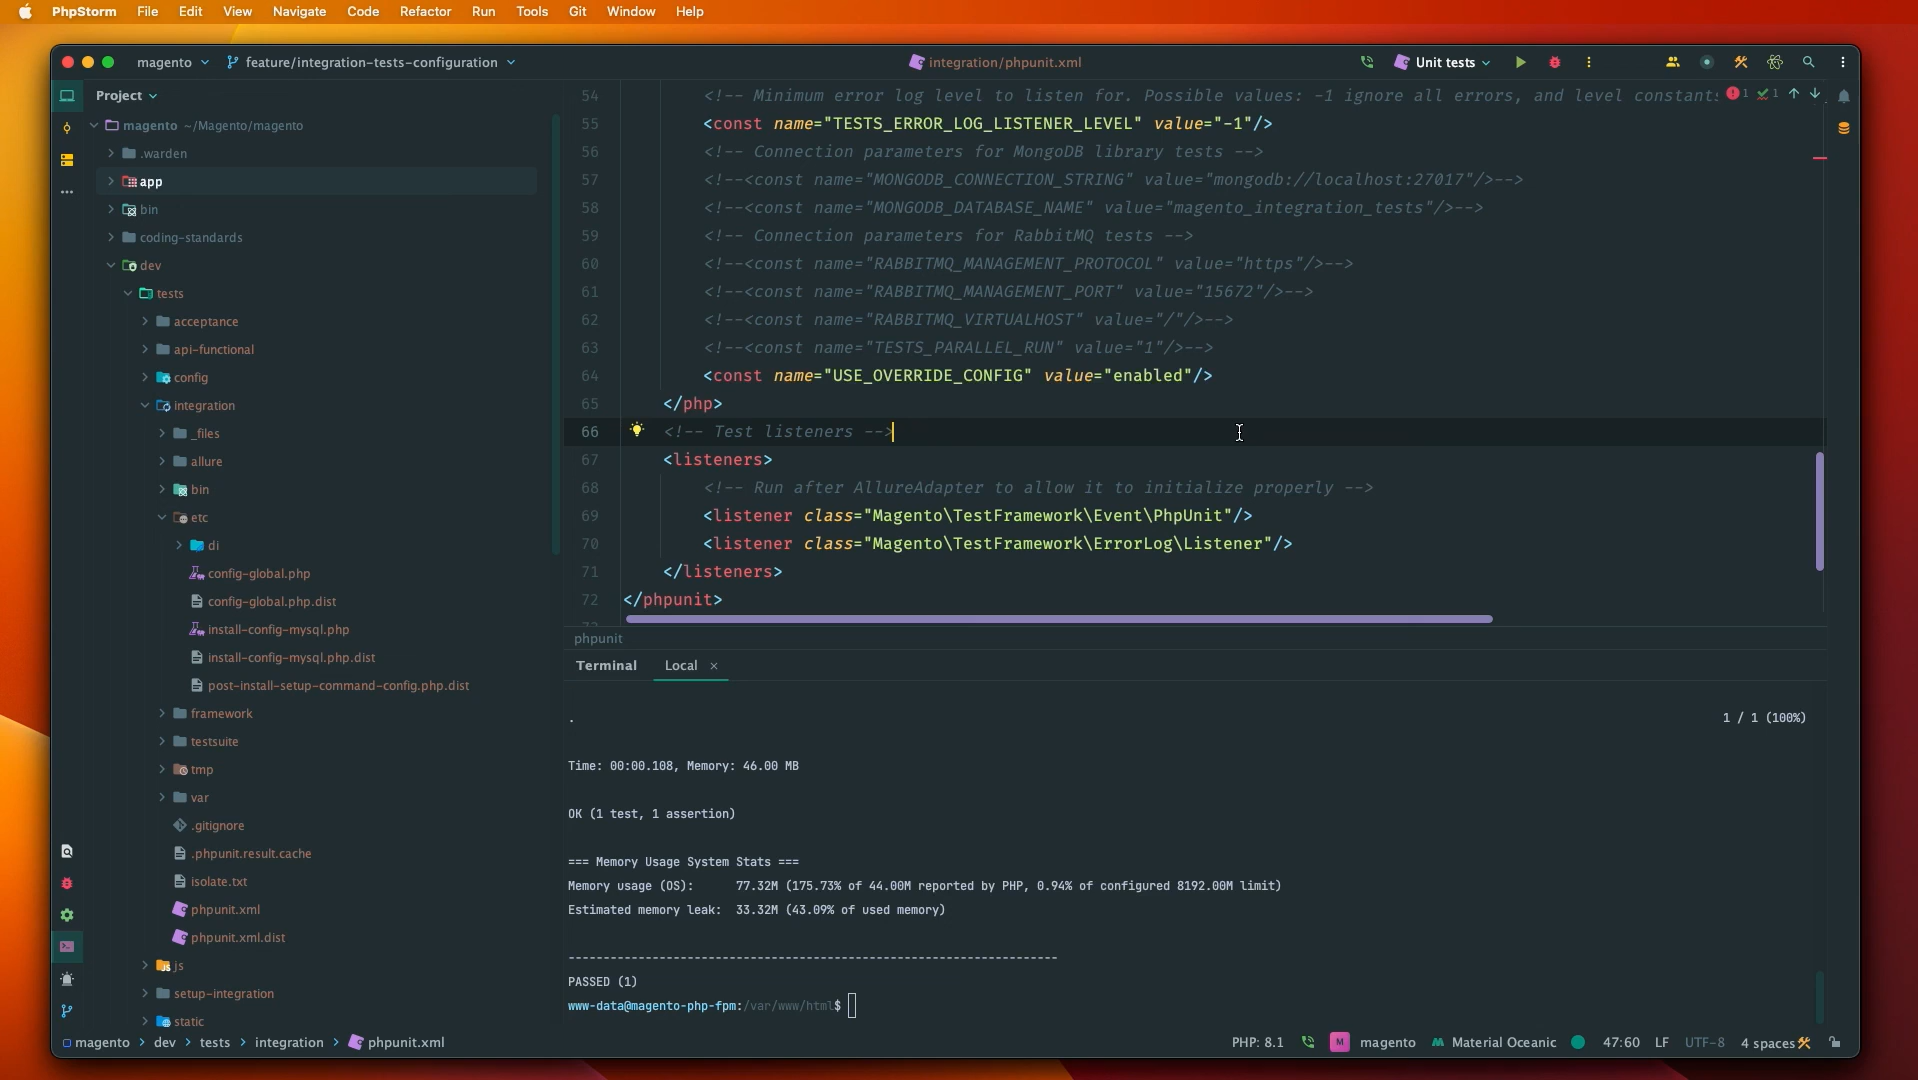 PhpStorm File Edit View Navigate Code Refactor Run Tools Git Window Help
magento feature/integration-tests-configuration integration/phpunit.xml Unit tests
Project
magento ~/Magento/magento
.warden
app
bin
coding-standards
dev
tests
acceptance
api-functional
config
integration
_files
allure
bin
etc
di
config-global.php
config-global.php.dist
install-config-mysql.php
install-config-mysql.php.dist
post-install-setup-command-config.php.dist
framework
testsuite
tmp
var
.gitignore
.phpunit.result.cache
isolate.txt
phpunit.xml
phpunit.xml.dist
js
setup-integration
static
54 <!-- Minimum error log level to listen for. Possible values: -1 ignore all errors, and level constant 1 1
55 <const name="TESTS_ERROR_LOG_LISTENER_LEVEL" value="-1"/>
56 <!-- Connection parameters for MongoDB library tests -->
57 <!--<const name="MONGODB_CONNECTION_STRING" value="mongodb://localhost:27017"/>-->
58 <!--<const name="MONGODB_DATABASE_NAME" value="magento_integration_tests"/>-->
59 <!-- Connection parameters for RabbitMQ tests -->
60 <!--<const name="RABBITMQ_MANAGEMENT_PROTOCOL" value="https"/>-->
61 <!--<const name="RABBITMQ_MANAGEMENT_PORT" value="15672"/>-->
62 <!--<const name="RABBITMQ_VIRTUALHOST" value="/"/>-->
63 <!--<const name="TESTS_PARALLEL_RUN" value="1"/>-->
64 <const name="USE_OVERRIDE_CONFIG" value="enabled"/>
65 </php>
66 <!-- Test listeners -->
67 <listeners>
68 <!-- Run after AllureAdapter to allow it to initialize properly -->
69 <listener class="Magento\TestFramework\Event\PhpUnit"/>
70 <listener class="Magento\TestFramework\ErrorLog\Listener"/>
71 </listeners>
72 </phpunit>
phpunit
Terminal Local ×
. 1 / 1 (100%)
Time: 00:00.108, Memory: 46.00 MB
OK (1 test, 1 assertion)
=== Memory Usage System Stats ===
Memory usage (OS): 77.32M (175.73% of 44.00M reported by PHP, 0.94% of configured 8192.00M limit)
Estimated memory leak: 33.32M (43.09% of used memory)
----------------------------------------------------------------------
PASSED (1)
www-data@magento-php-fpm:/var/www/html$
magento > dev > tests > integration > phpunit.xml PHP: 8.1 M magento Material Oceanic 47:60 LF UTF-8 4 spaces